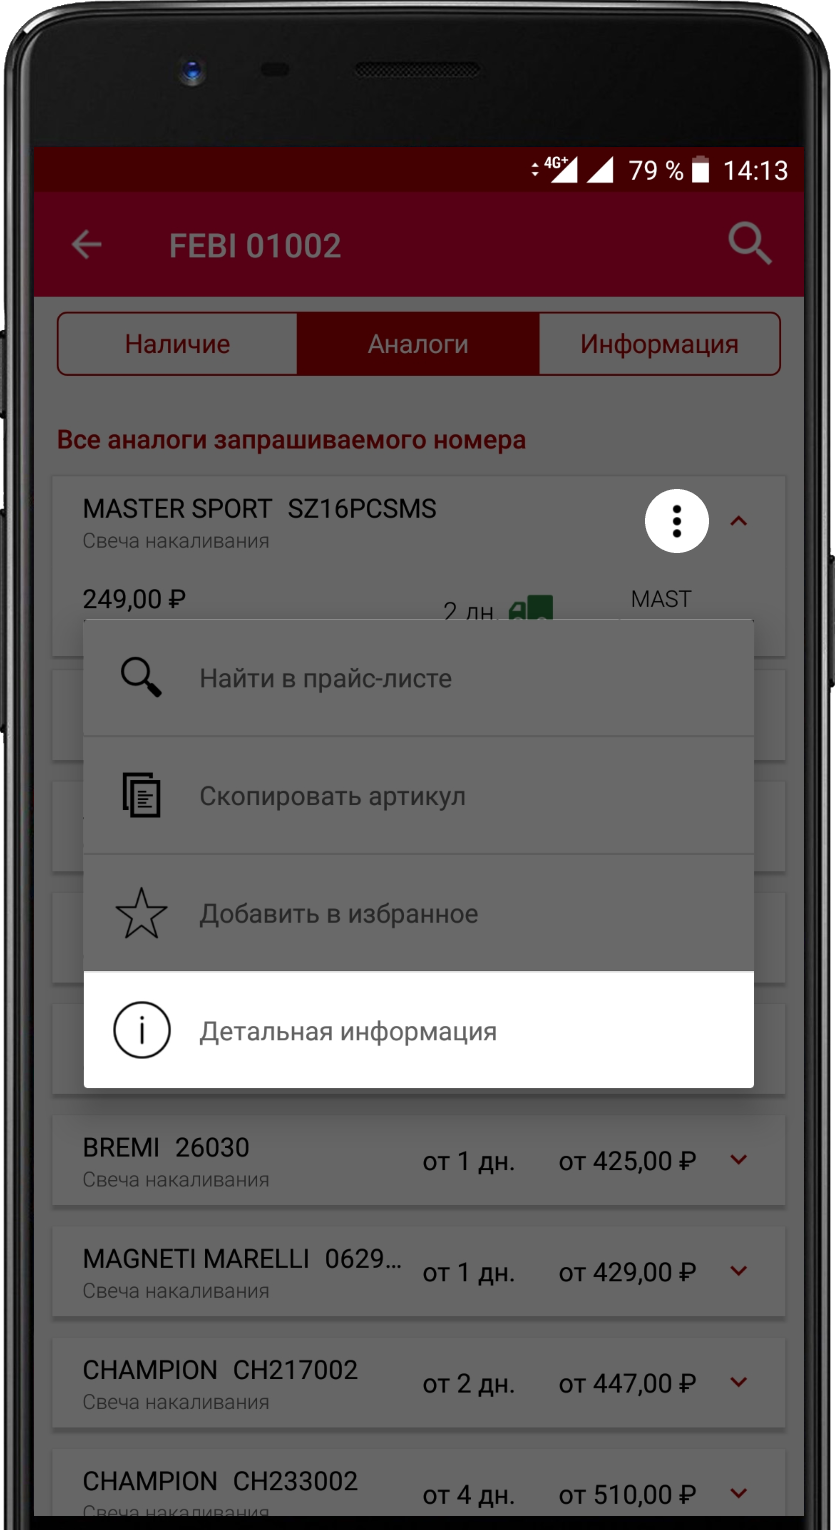 4G+ 79 % 14:13
FEBI 01002
Наличие Аналоги Информация
Все аналоги запрашиваемого номера
MASTER SPORT SZ16PCSMS
Свеча накаливания
249,00 ₽ 2 дн. MAST
Найти в прайс-листе
Скопировать артикул
Добавить в избранное
Детальная информация
BREMI 26030 от 1 дн. от 425,00 ₽
Свеча накаливания
MAGNETI MARELLI 0629... от 1 дн. от 429,00 ₽
Свеча накаливания
CHAMPION CH217002 от 2 дн. от 447,00 ₽
Свеча накаливания
CHAMPION CH233002 от 4 дн. от 510,00 ₽
Свеча накаливания